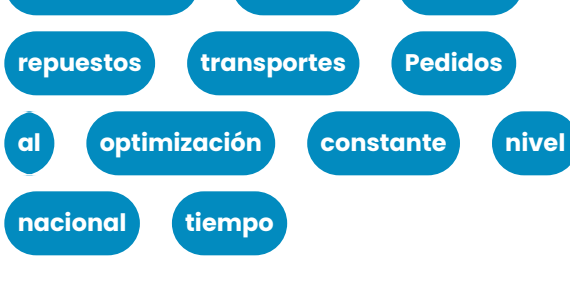 repuestos transportes Pedidos
al optimización constante nivel
nacional tiempo